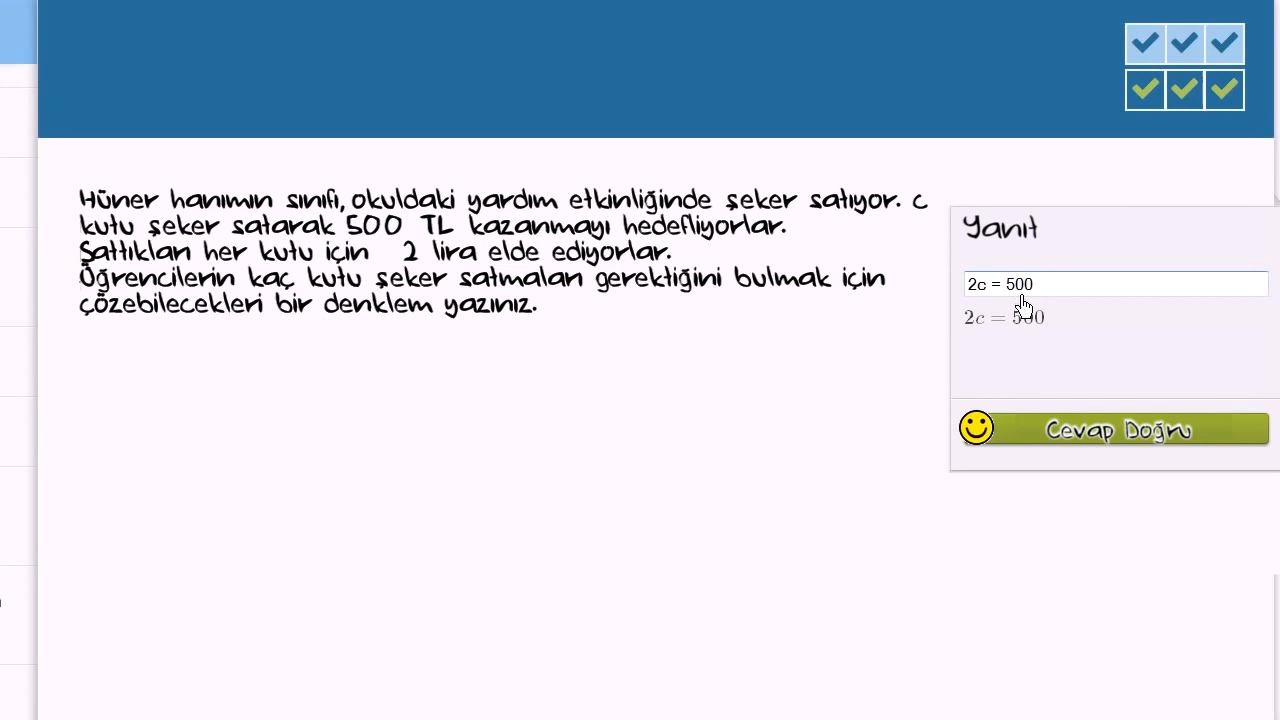 Hüner hanımın sınıfı, okuldaki yardım etkinliğinde şeker satıyor. c
kutu şeker satarak 500 TL kazanmayı hedefliyorlar.
Sattıkları her kutu için 2 lira elde ediyorlar.
Öğrencilerin kaç kutu şeker satmaları gerektiğini bulmak için
çözebilecekleri bir denklem yazınız.
Yanıt
2c = 500
2c = 500
Cevap Doğru